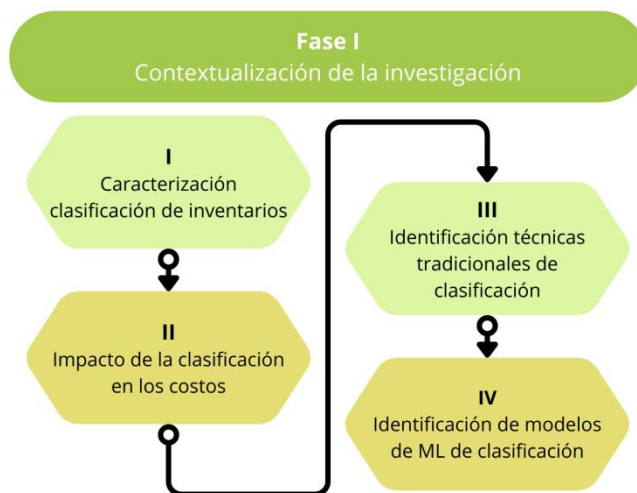 Fase I
Contextualización de la investigación
I
Caracterización
clasificación de inventarios
II
Impacto de la clasificación
en los costos
III
Identificación técnicas
tradicionales de
clasificación
IV
Identificación de modelos
de ML de clasificación